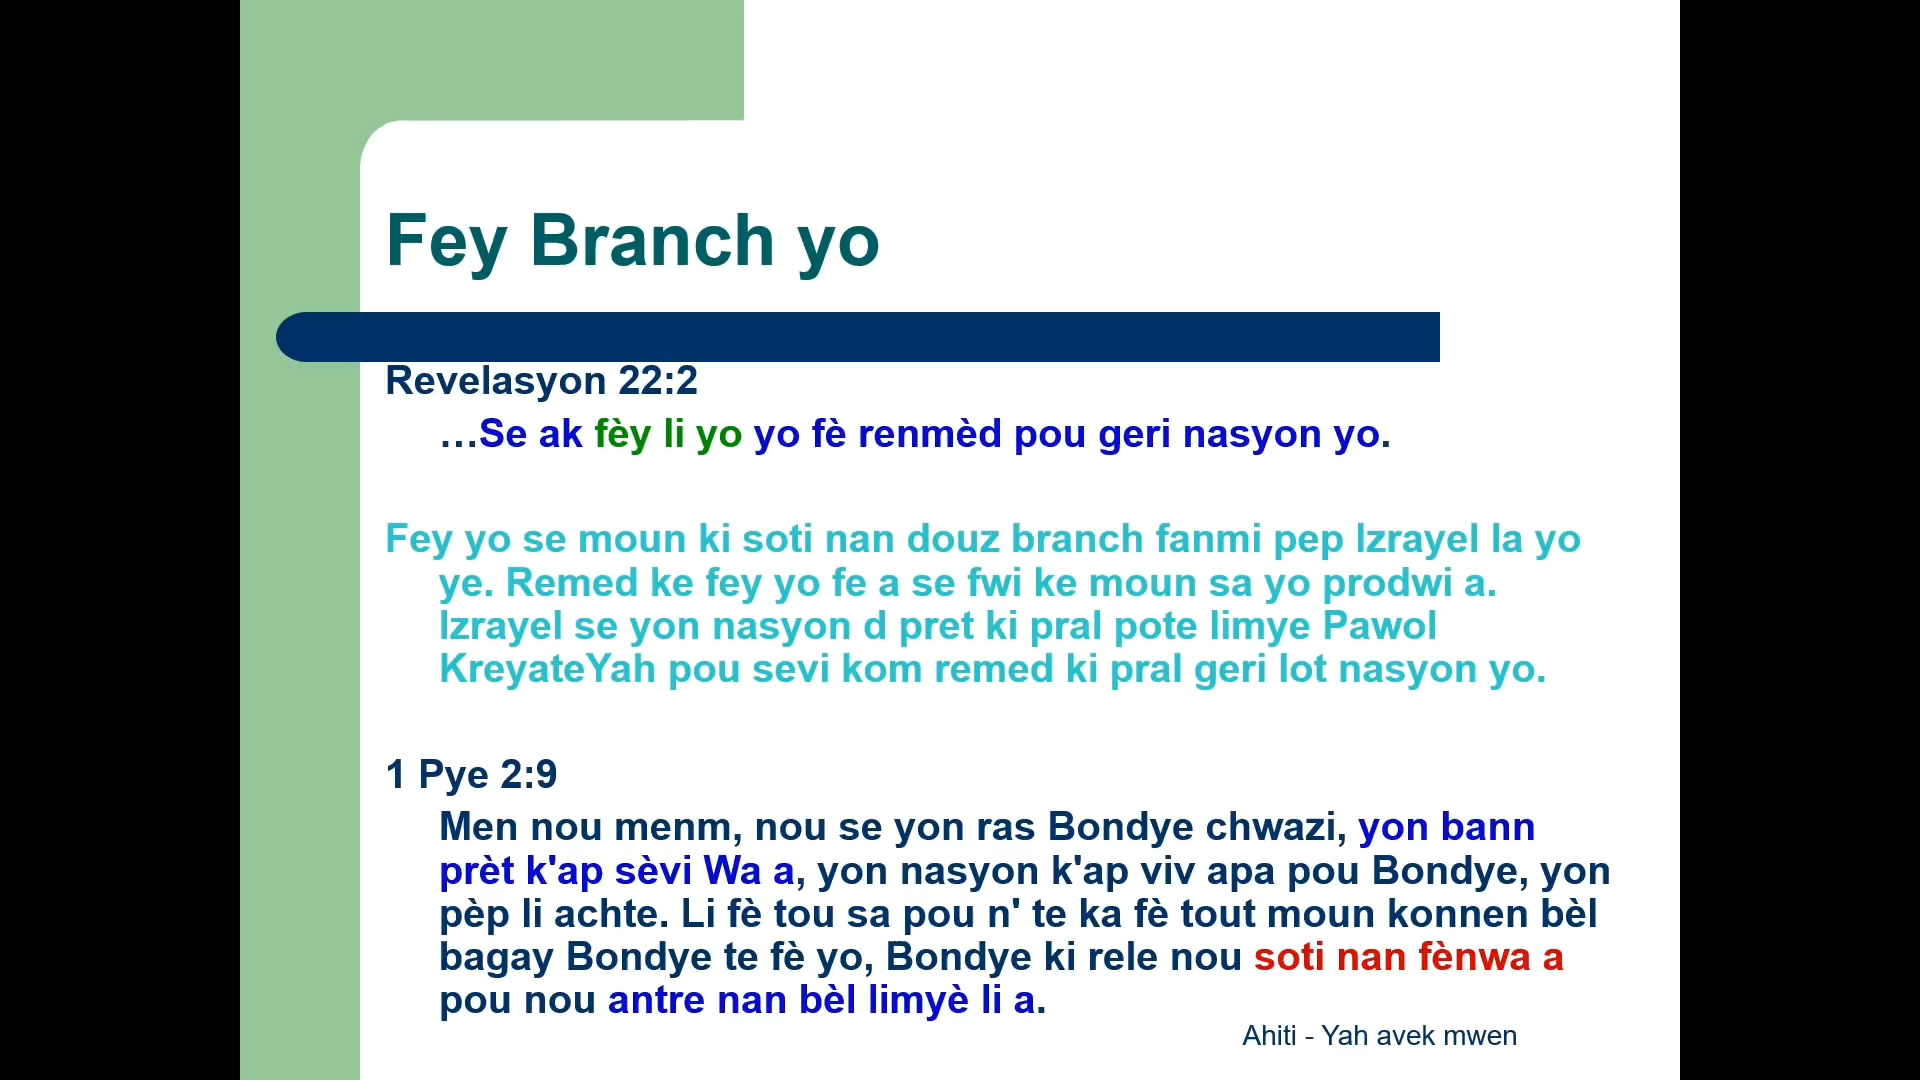 Fey Branch yo
Revelasyon 22:2
…Se ak fèy li yo yo fè renmèd pou geri nasyon yo.
Fey yo se moun ki soti nan douz branch fanmi pep Izrayel la yo
ye. Remed ke fey yo fe a se fwi ke moun sa yo prodwi a.
Izrayel se yon nasyon d pret ki pral pote limye Pawol
KreyateYah pou sevi kom remed ki pral geri lot nasyon yo.
1 Pye 2:9
Men nou menm, nou se yon ras Bondye chwazi, yon bann
prèt k'ap sèvi Wa a, yon nasyon k'ap viv apa pou Bondye, yon
pèp li achte. Li fè tou sa pou n' te ka fè tout moun konnen bèl
bagay Bondye te fè yo, Bondye ki rele nou soti nan fènwa a
pou nou antre nan bèl limyè li a.
Ahiti - Yah avek mwen